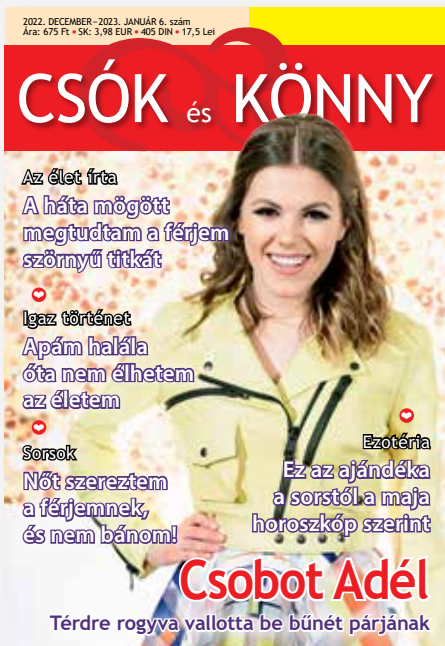 2022. DECEMBER–2023. JANUÁR 6. szám
Ára: 675 Ft • SK: 3,98 EUR • 405 DIN • 17,5 Lei
CSÓK és KÖNNY
Az élet írta
A háta mögött
megtudtam a férjem
szörnyű titkát
Igaz történet
Apám halála
óta nem élhetem
az életem
Sorsok
Nőt szereztem
a férjemnek,
és nem bánom!
Ezotéria
Ez az ajándéka
a sorstól a maja
horoszkóp szerint
Csobot Adél
Térdre rogyva vallotta be bűnét párjának